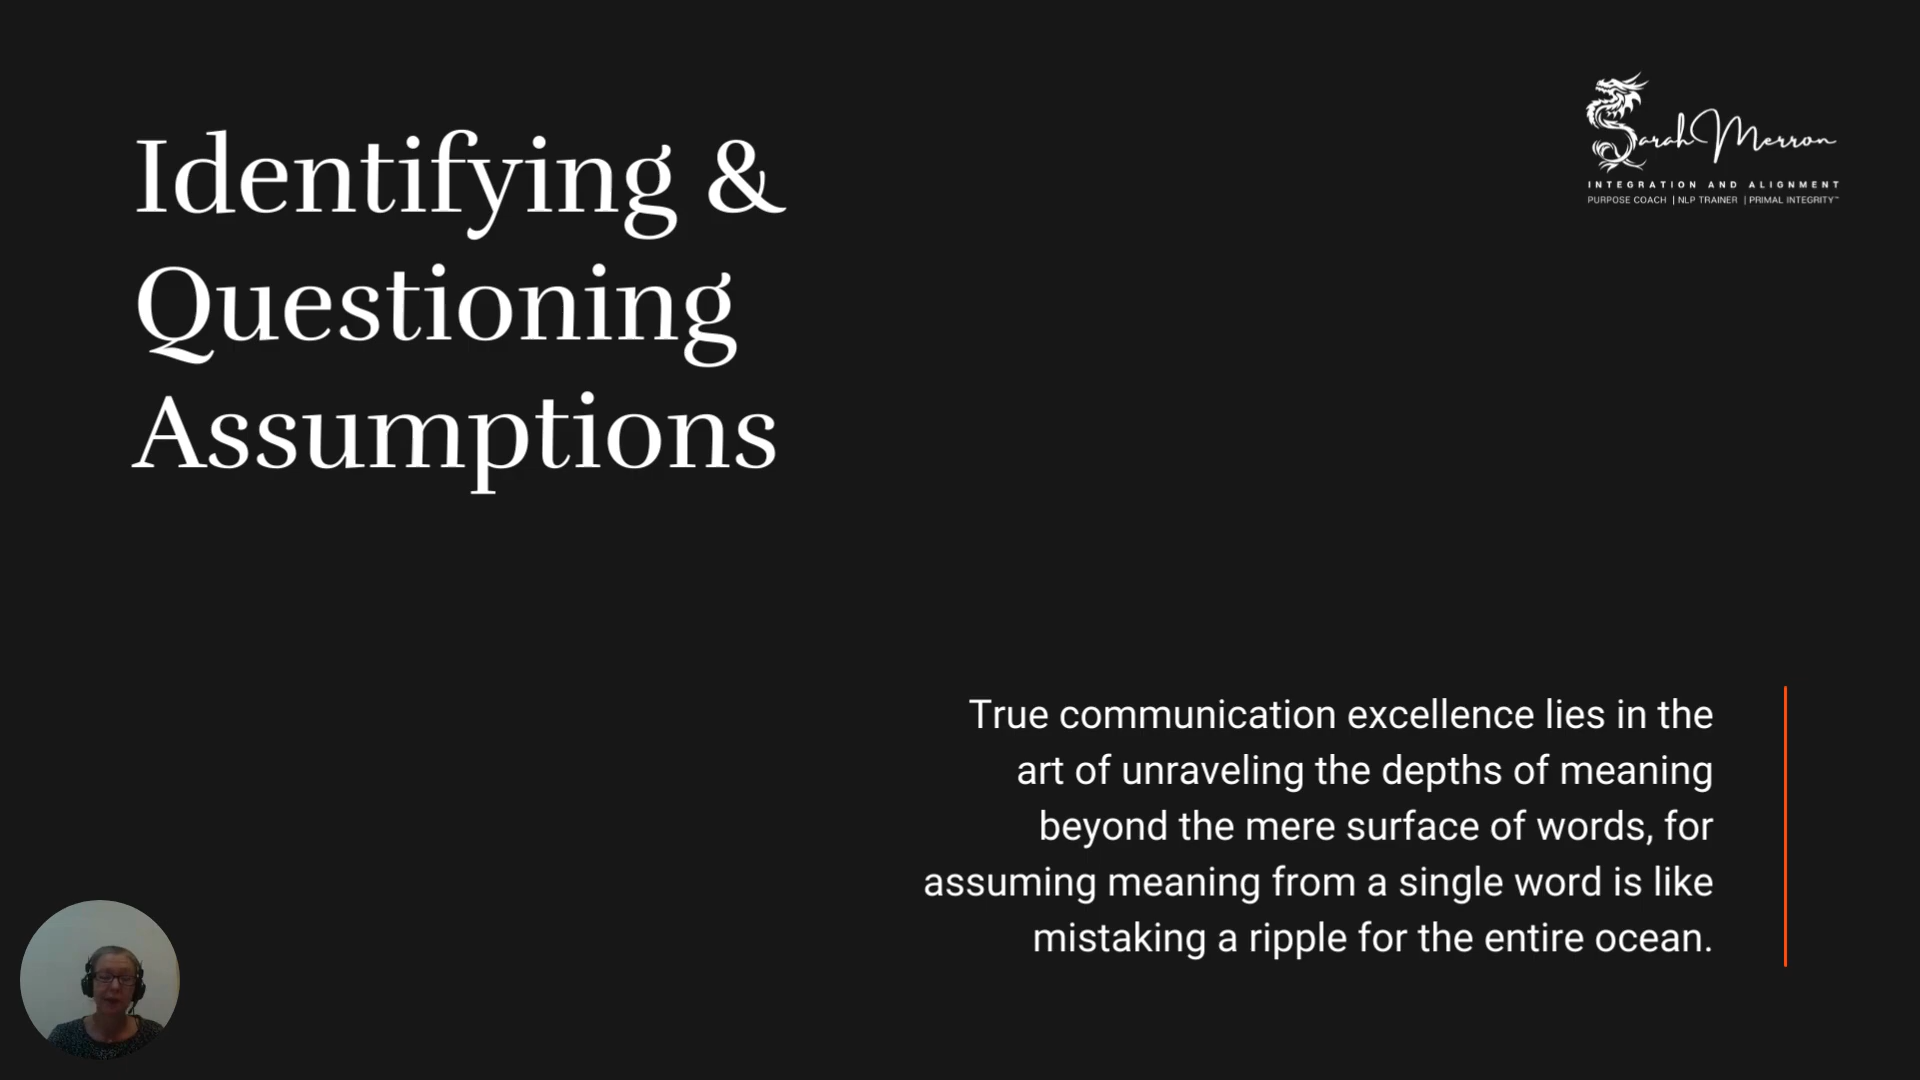 Identifying &
Questioning
Assumptions
Sarah Merron
INTEGRATION AND ALIGNMENT
PURPOSE COACH | NLP TRAINER | PRIMAL INTEGRITY™
True communication excellence lies in the
art of unraveling the depths of meaning
beyond the mere surface of words, for
assuming meaning from a single word is like
mistaking a ripple for the entire ocean.